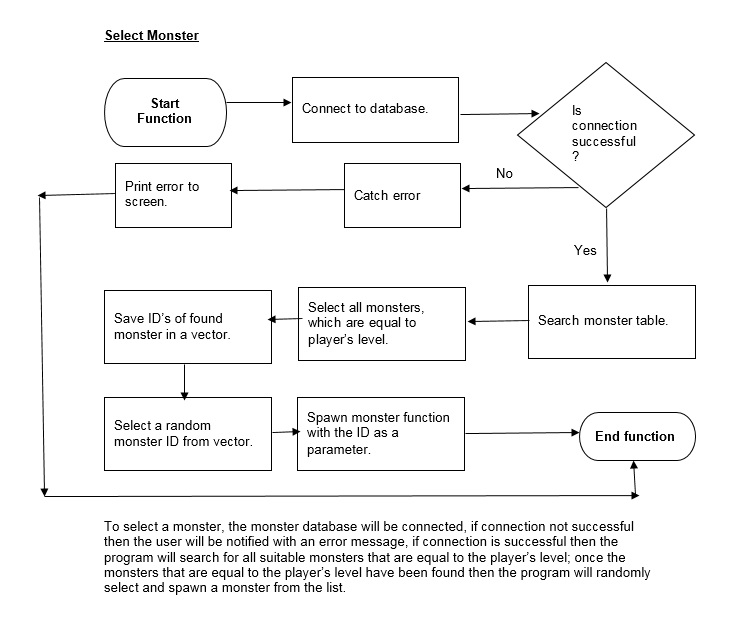 Select Monster
Start
Function
Connect to database.
Is
connection
successful
?
No
Catch error
Print error to
screen.
Yes
Search monster table.
Select all monsters,
which are equal to
player's level.
Save ID's of found
monster in a vector.
Select a random
monster ID from vector.
Spawn monster function
with the ID as a
parameter.
End function
To select a monster, the monster database will be connected, if connection not successful
then the user will be notified with an error message, if connection is successful then the
program will search for all suitable monsters that are equal to the player's level; once the
monsters that are equal to the player's level have been found then the program will randomly
select and spawn a monster from the list.